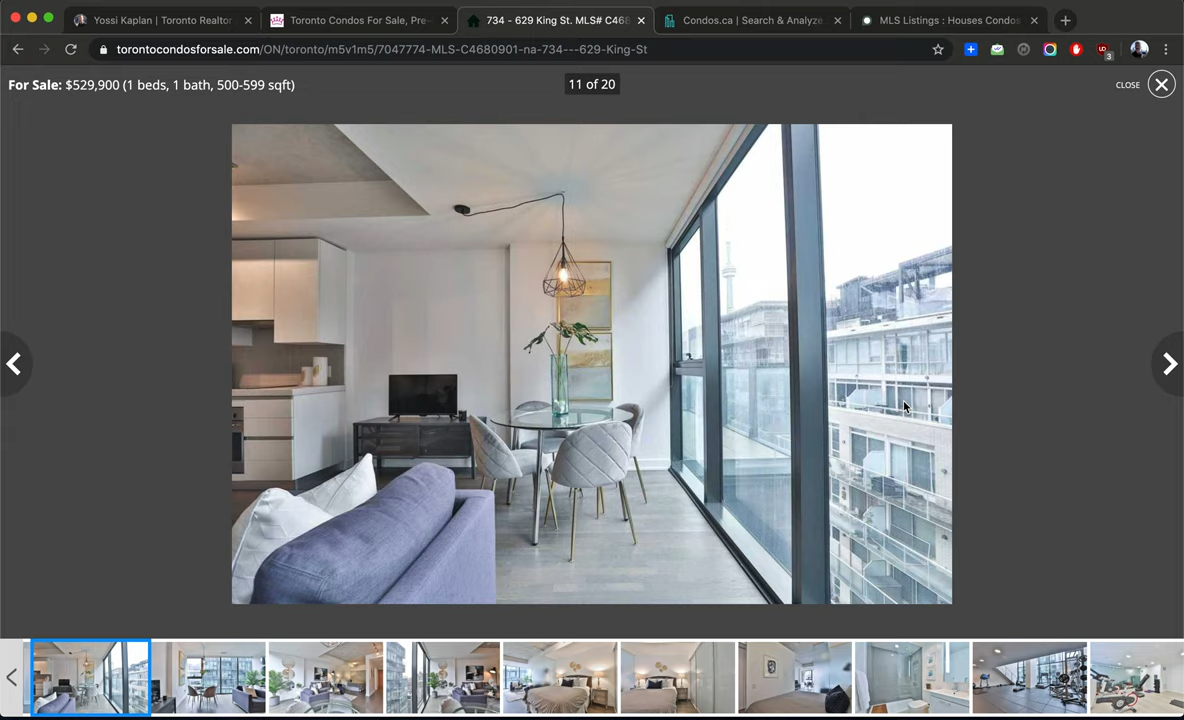 Yossi Kaplan | Toronto Realtor
Toronto Condos For Sale, Pre-
734 - 629 King St. MLS# C468
Condos.ca | Search & Analyze
MLS Listings : Houses Condos
torontocondosforsale.com/ON/toronto/m5v1m5/7047774-MLS-C4680901-na-734---629-King-St
3
For Sale: $529,900 (1 beds, 1 bath, 500-599 sqft)
11 of 20
CLOSE